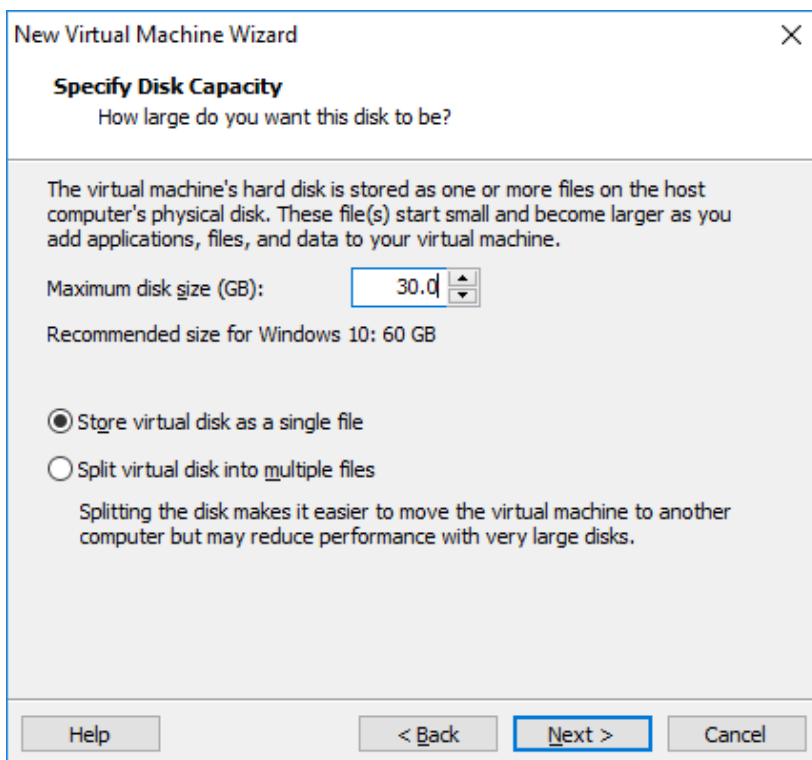 New Virtual Machine Wizard
Specify Disk Capacity
How large do you want this disk to be?
The virtual machine's hard disk is stored as one or more files on the host
computer's physical disk. These file(s) start small and become larger as you
add applications, files, and data to your virtual machine.
Maximum disk size (GB): 30.0
Recommended size for Windows 10: 60 GB
Store virtual disk as a single file
Split virtual disk into multiple files
Splitting the disk makes it easier to move the virtual machine to another
computer but may reduce performance with very large disks.
Help < Back Next > Cancel